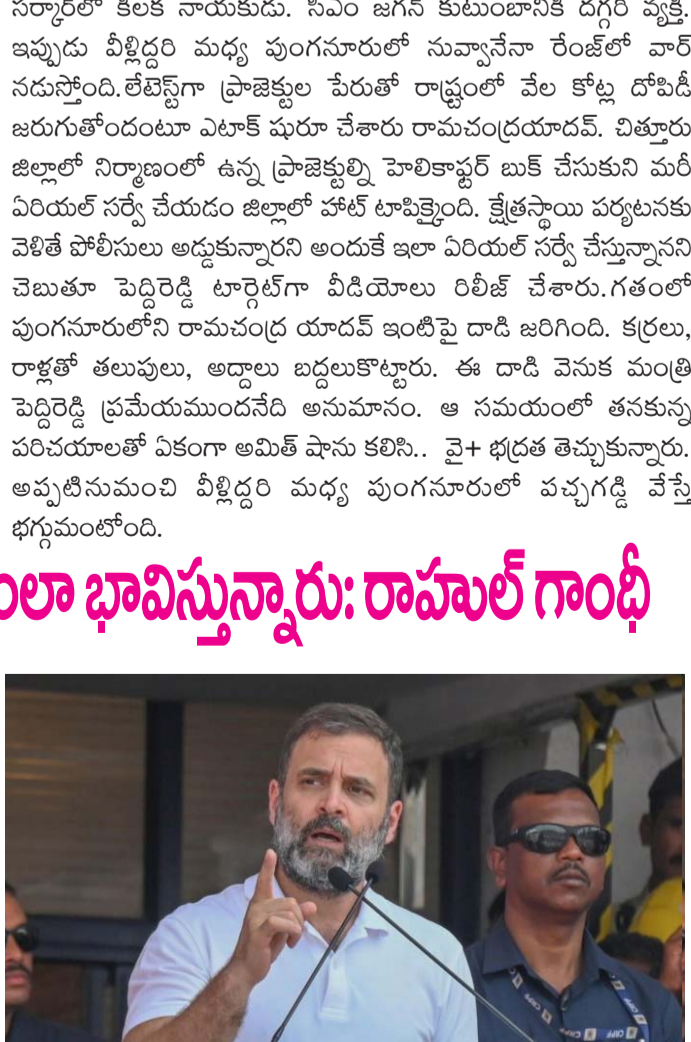 సర్కార్‌లో కీలక నాయకుడు. సీఎం జగన్ కుటుంబానికి దగ్గరి వ్యక్తి.
ఇప్పుడు వీళ్లిద్దరి మధ్య పుంగనూరులో నువ్వానేనా రేంజ్‌లో వార్
నడుస్తోంది.లేటెస్ట్‌గా ప్రాజెక్టుల పేరుతో రాష్ట్రంలో వేల కోట్ల దోపిడీ
జరుగుతోందంటూ ఎటాక్ షురూ చేశారు రామచంద్రయాదవ్. చిత్తూరు
జిల్లాలో నిర్మాణంలో ఉన్న ప్రాజెక్టుల్ని హెలికాఫ్టర్ బుక్ చేసుకుని మరీ
ఏరియల్ సర్వే చేయడం జిల్లాలో హాట్ టాపిక్కైంది. క్షేత్రస్థాయి పర్యటనకు
వెళితే పోలీసులు అడ్డుకున్నారని అందుకే ఇలా ఏరియల్ సర్వే చేస్తున్నానని
చెబుతూ పెద్దిరెడ్డి టార్గెట్‌గా వీడియోలు రిలీజ్ చేశారు.గతంలో
పుంగనూరులోని రామచంద్ర యాదవ్ ఇంటిపై దాడి జరిగింది. కర్రలు,
రాళ్లతో తలుపులు, అద్దాలు బద్దలుకొట్టారు. ఈ దాడి వెనుక మంత్రి
పెద్దిరెడ్డి ప్రమేయముందనేది అనుమానం. ఆ సమయంలో తనకున్న
పరిచయాలతో ఏకంగా అమిత్ షాను కలిసి.. వై+ భద్రత తెచ్చుకున్నారు.
అప్పటినుమంచి వీళ్లిద్దరి మధ్య పుంగనూరులో పచ్చగడ్డి వేస్తే
భగ్గుమంటోంది.
భావిస్తున్నారు: రాహుల్ గాంధీ